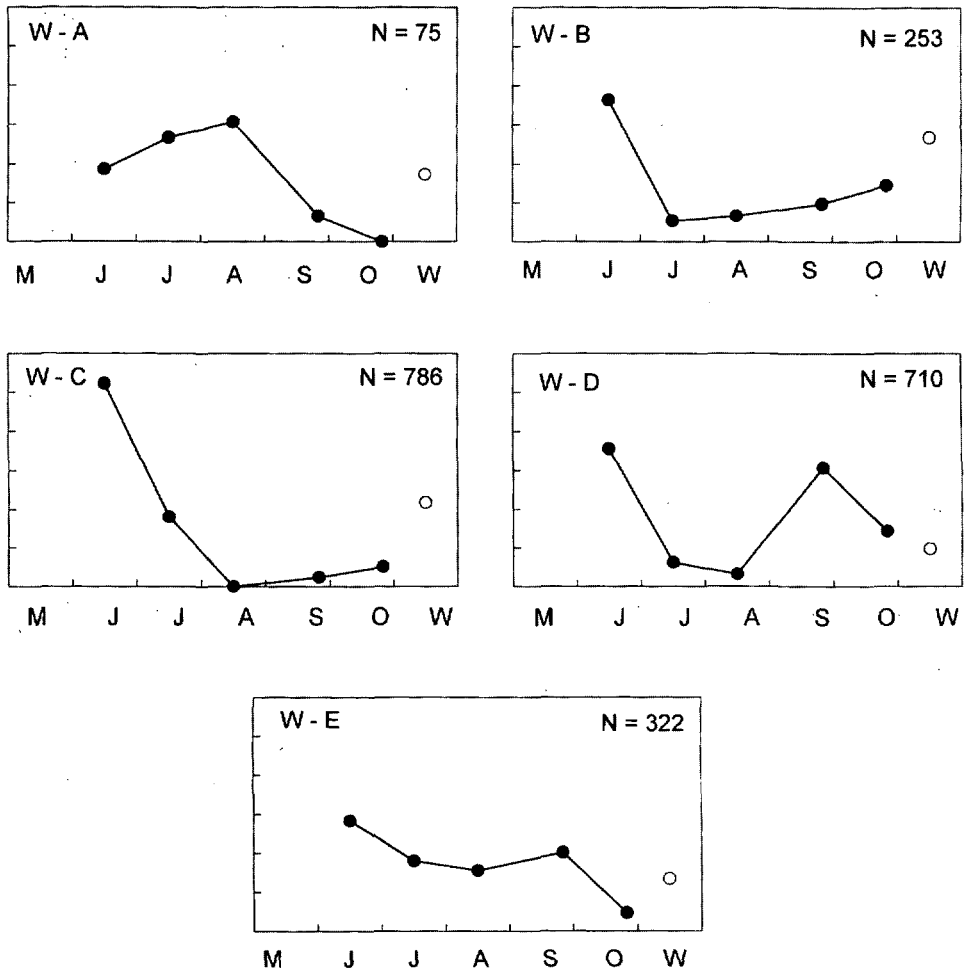 W - A N = 75
W - B N = 253
M J J A S O W
M J J A S O W
W - C N = 786
W - D N = 710
M J J A S O W
M J J A S O W
W - E N = 322
M J J A S O W